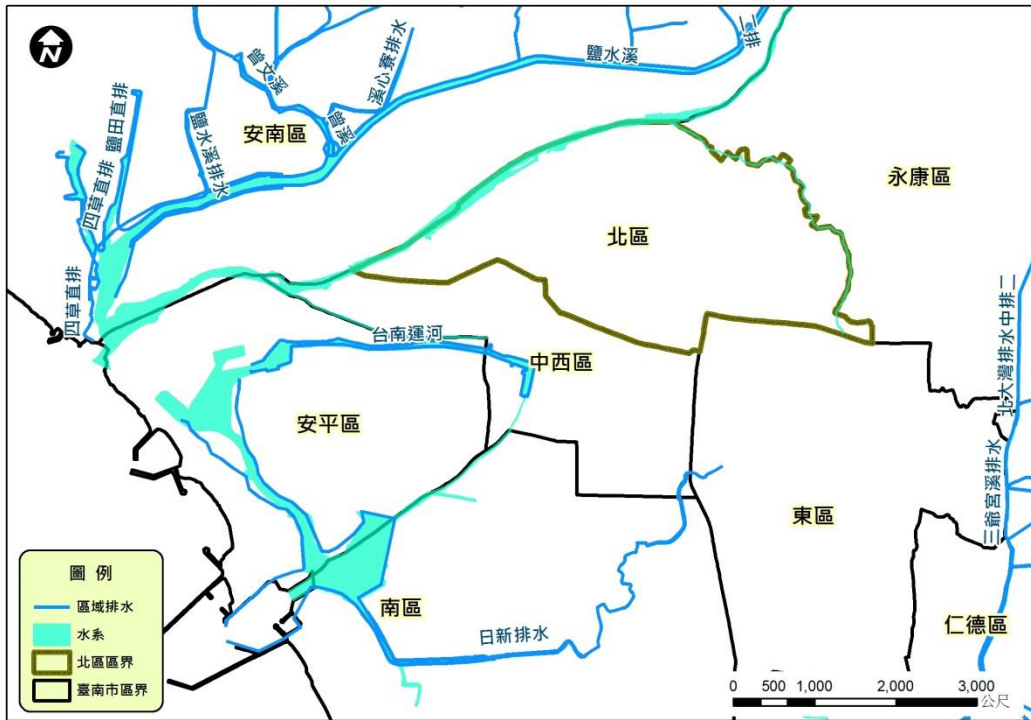 N
二排
鹽水溪
溪心寮排水
曾文溪
曾溪
鹽田直排
安南區
鹽水溪排水
四草直排
永康區
北區
四草直排
北大灣排水中排二
台南運河
中西區
安平區
三爺宮溪排水
東區
南區
日新排水
仁德區
圖例
區域排水
水系
北區區界
臺南市區界
0 500 1,000 2,000 3,000
公尺